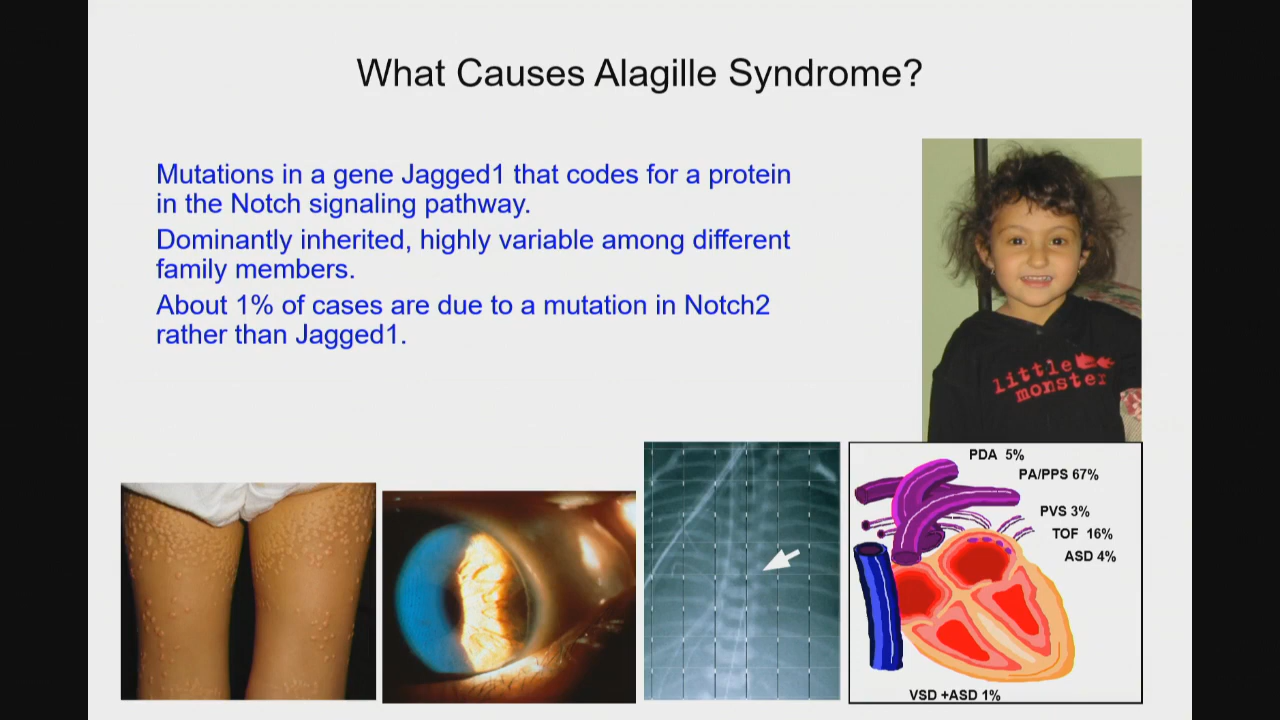 What Causes Alagille Syndrome?
Mutations in a gene Jagged1 that codes for a protein
in the Notch signaling pathway.
Dominantly inherited, highly variable among different
family members.
About 1% of cases are due to a mutation in Notch2
rather than Jagged1.
little
monster
PDA 5%
PA/PPS 67%
PVS 3%
TOF 16%
ASD 4%
VSD +ASD 1%